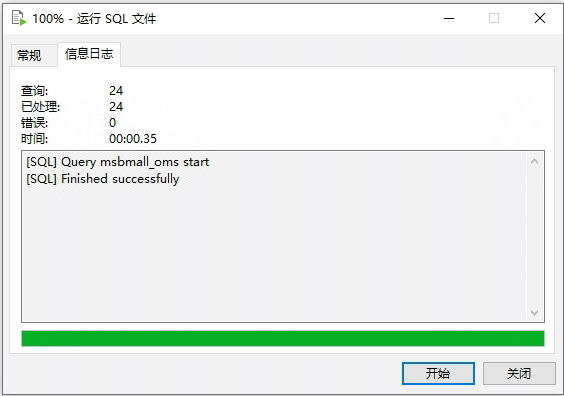 100% - 运行 SQL 文件
常规 信息日志
查询: 24
已处理: 24
错误: 0
时间: 00:00.35
[SQL] Query msbmall_oms start
[SQL] Finished successfully
开始 关闭